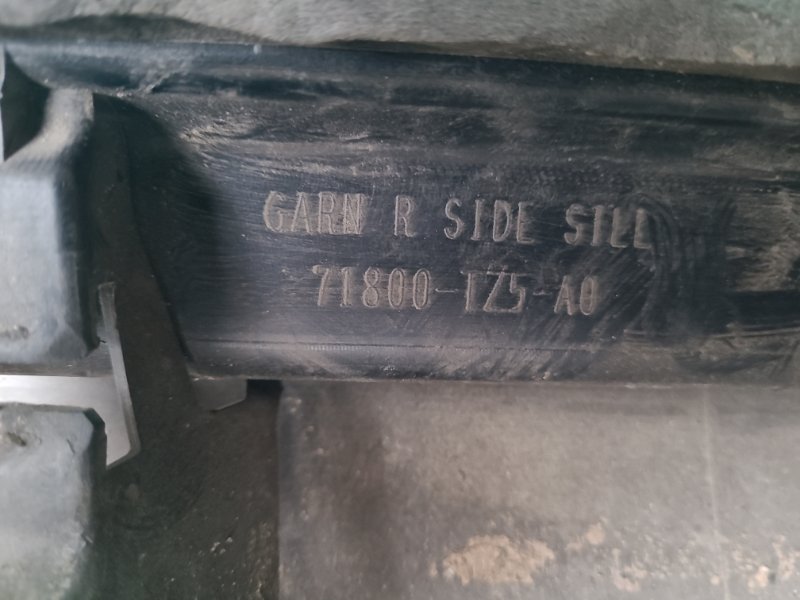 GARN R SIDE SILL
71800-TZ5-A0